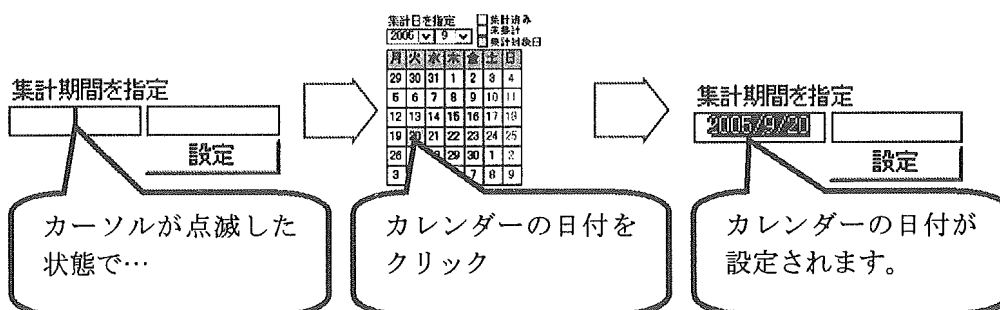 集計期間を指定
設定
カーソルが点滅した
状態で…
集計日を指定
2005 9
集計済み
未集計
集計対象日
月 火 水 木 金 土 日
29 30 31 1 2 3 4
5 6 7 8 9 10 11
12 13 14 15 16 17 18
19 20 21 22 23 24 25
26 28 29 30 1 2
3 7 8 9
カレンダーの日付を
クリック
集計期間を指定
2005/9/20
設定
カレンダーの日付が
設定されます。